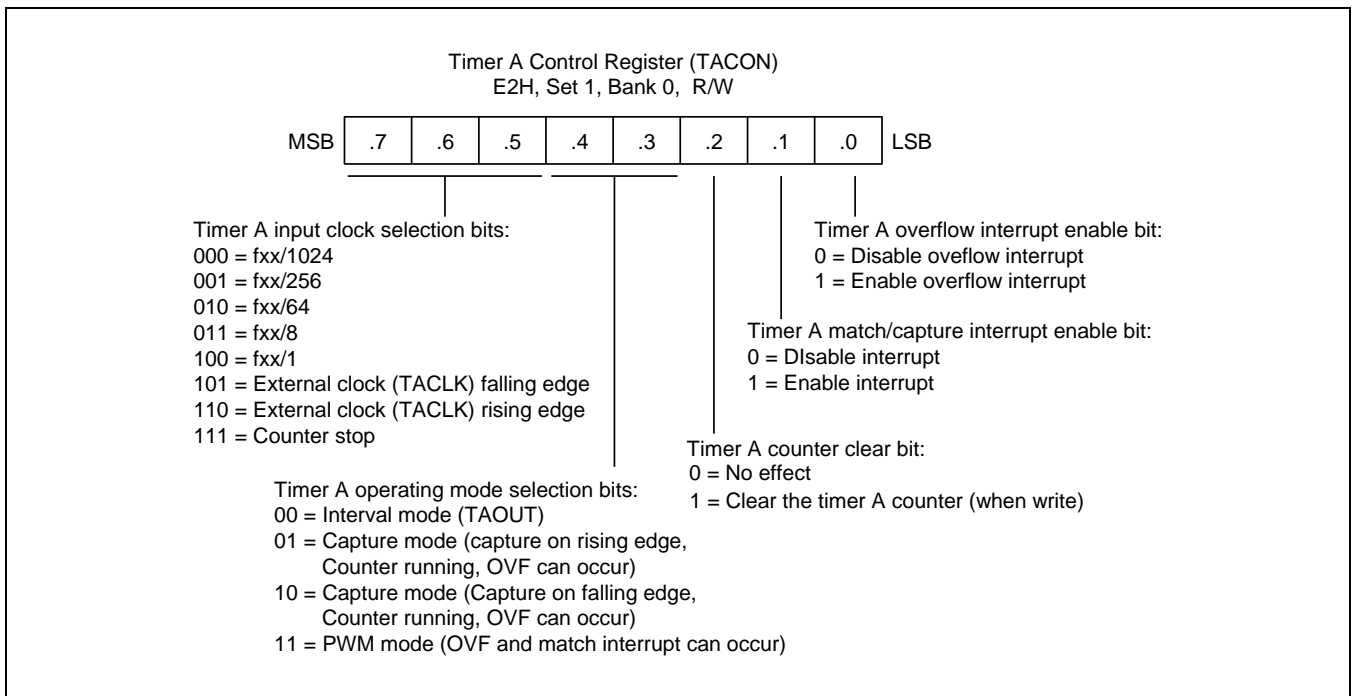 Timer A Control Register (TACON)
E2H, Set 1, Bank 0, R/W
MSB .7 .6 .5 .4 .3 .2 .1 .0 LSB
Timer A input clock selection bits:
000 = fxx/1024
001 = fxx/256
010 = fxx/64
011 = fxx/8
100 = fxx/1
101 = External clock (TACLK) falling edge
110 = External clock (TACLK) rising edge
111 = Counter stop
Timer A overflow interrupt enable bit:
0 = Disable oveflow interrupt
1 = Enable overflow interrupt
Timer A match/capture interrupt enable bit:
0 = DIsable interrupt
1 = Enable interrupt
Timer A counter clear bit:
0 = No effect
1 = Clear the timer A counter (when write)
Timer A operating mode selection bits:
00 = Interval mode (TAOUT)
01 = Capture mode (capture on rising edge,
Counter running, OVF can occur)
10 = Capture mode (Capture on falling edge,
Counter running, OVF can occur)
11 = PWM mode (OVF and match interrupt can occur)